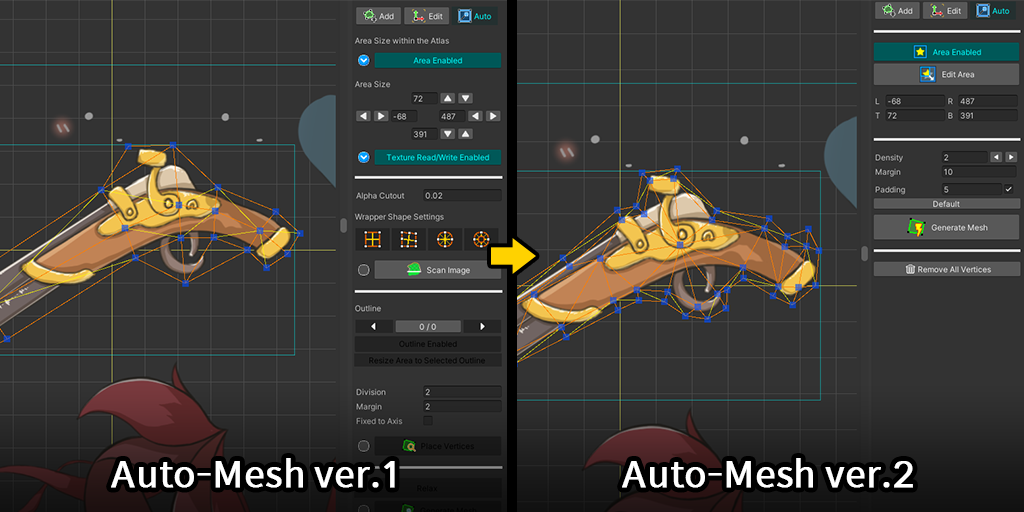 Add Edit Auto
Area Size within the Atlas
Area Enabled
Area Size
72
-68 487
391
Texture Read/Write Enabled
Alpha Cutout 0.02
Wrapper Shape Settings
Scan Image
Outline
0 / 0
Outline Enabled
Resize Area to Selected Outline
Division 2
Margin 2
Fixed to Axis
Place Vertices
Auto-Mesh ver.1
Add Edit Auto
Area Enabled
Edit Area
L -68 R 487
T 72 B 391
Density 2
Margin 10
Padding 5
Default
Generate Mesh
Remove All Vertices
Auto-Mesh ver.2